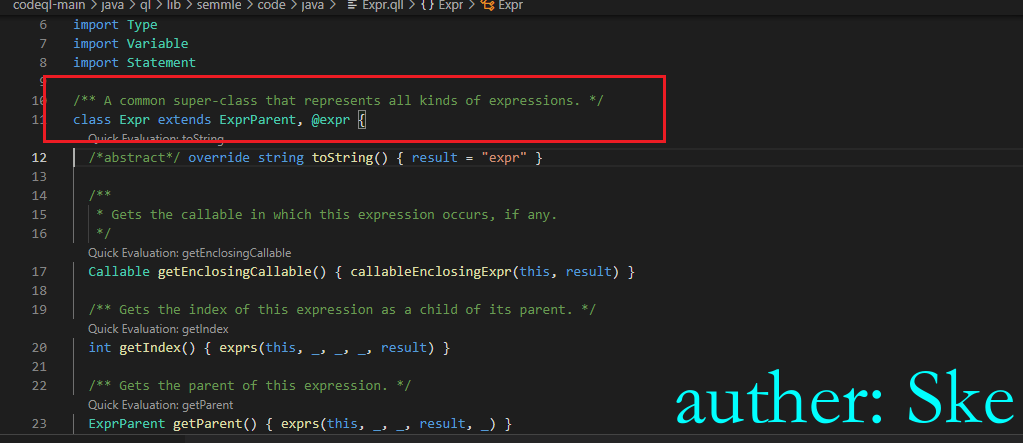 codeql-main > java > ql > lib > semmle > code > java > Expr.qll > {} Expr > Expr
6 import Type
7 import Variable
8 import Statement
9
10 /** A common super-class that represents all kinds of expressions. */
11 class Expr extends ExprParent, @expr {
Quick Evaluation: toString
12 /*abstract*/ override string toString() { result = "expr" }
13
14 /**
15 * Gets the callable in which this expression occurs, if any.
16 */
Quick Evaluation: getEnclosingCallable
17 Callable getEnclosingCallable() { callableEnclosingExpr(this, result) }
18
19 /** Gets the index of this expression as a child of its parent. */
Quick Evaluation: getIndex
20 int getIndex() { exprs(this, _, _, _, result) }
21
22 /** Gets the parent of this expression. */
Quick Evaluation: getParent
23 ExprParent getParent() { exprs(this, _, _, result, _) }
auther: Ske